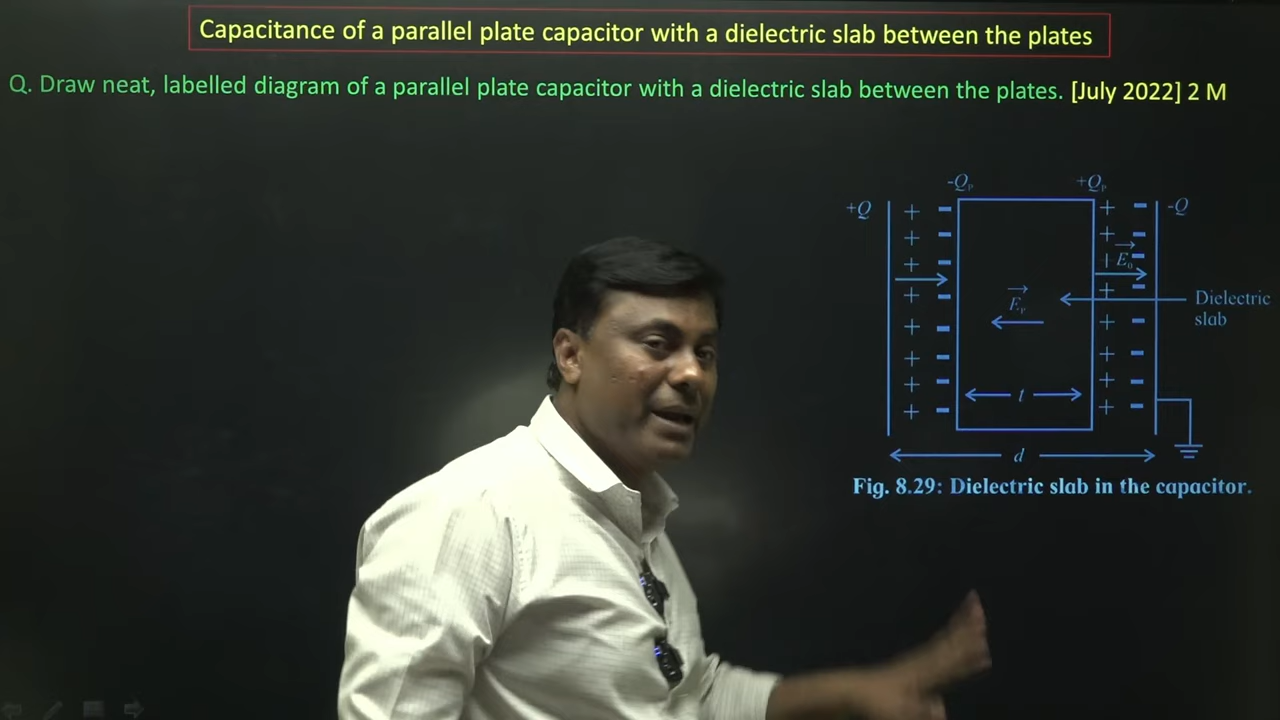 Capacitance of a parallel plate capacitor with a dielectric slab between the plates
Q. Draw neat, labelled diagram of a parallel plate capacitor with a dielectric slab between the plates. [July 2022] 2 M
-Qₚ +Qₚ
+Q -Q
E₀
Eₚ
Dielectric
slab
t
d
Fig. 8.29: Dielectric slab in the capacitor.